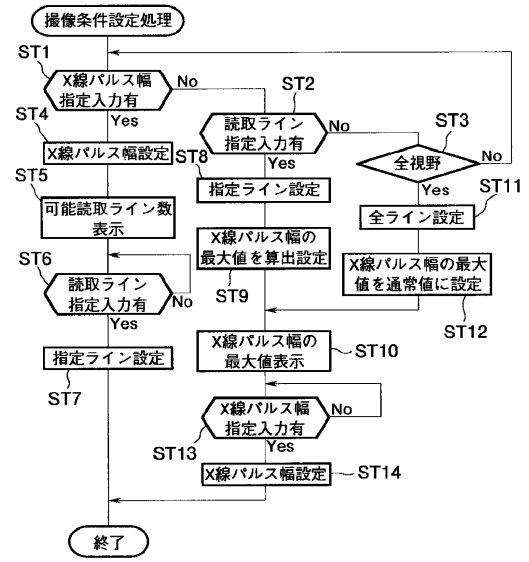 撮像条件設定処理
ST1
X線パルス幅
指定入力有
No
Yes
ST2
読取ライン
指定入力有
No
Yes
ST3
全視野
No
Yes
ST4
X線パルス幅設定
ST5
可能読取ライン数
表示
ST6
読取ライン
指定入力有
No
Yes
指定ライン設定
ST7
ST8
指定ライン設定
X線パルス幅の
最大値を算出設定
ST9
ST11
全ライン設定
X線パルス幅の最大
値を通常値に設定
ST12
X線パルス幅の
最大値表示
ST10
X線パルス幅
指定入力有
No
Yes
ST13
X線パルス幅設定
ST14
終了